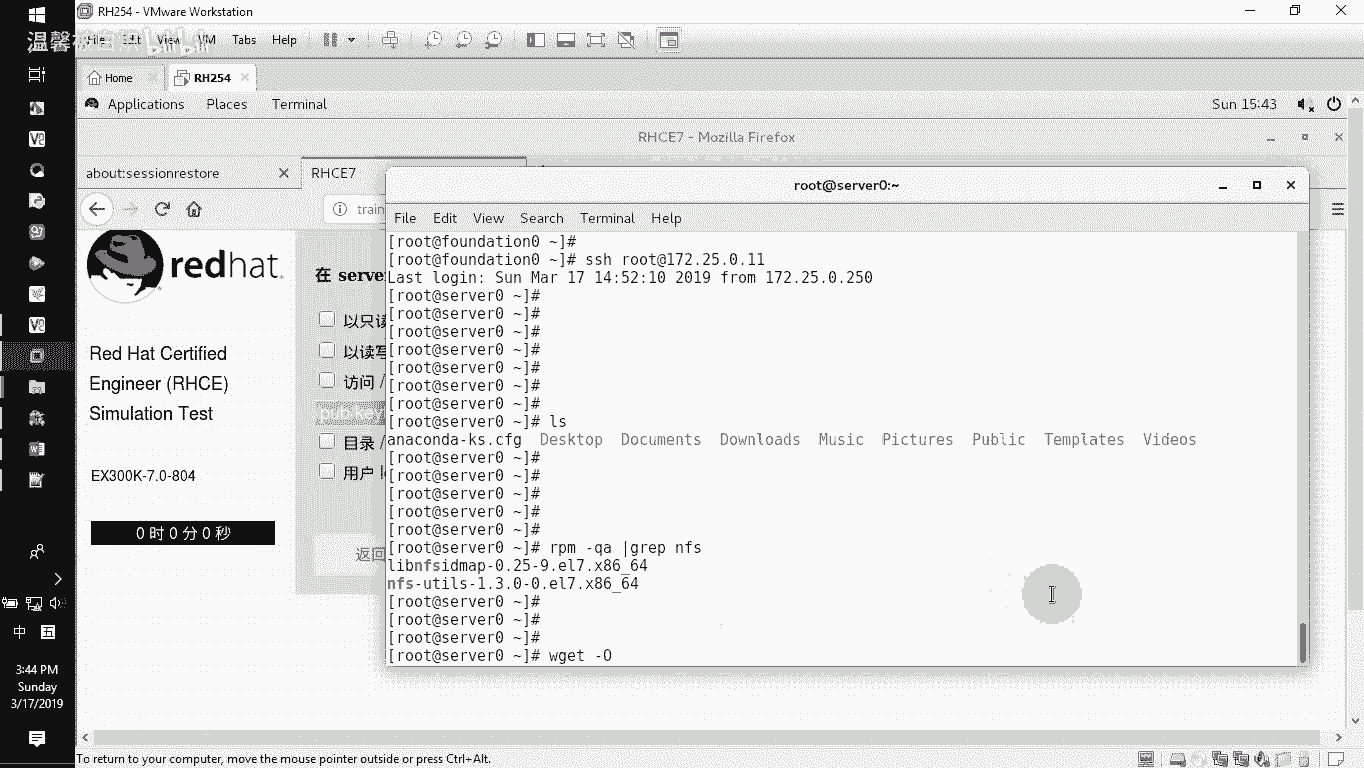 RH254 - VMware Workstation
温馨
File Edit View VM Tabs Help
Home
RH254
Applications Places Terminal
Sun 15:43
RHCE7 - Mozilla Firefox
about:sessionrestore
RHCE7
root@server0:~
File Edit View Search Terminal Help
redhat.
在 serve
以只读
以读写
访问 /
pub key
目录 /
用户
返回
Red Hat Certified
Engineer (RHCE)
Simulation Test
EX300K-7.0-804
0 时 0 分 0 秒
[root@foundation0 ~]#
[root@foundation0 ~]# ssh root@172.25.0.11
Last login: Sun Mar 17 14:52:10 2019 from 172.25.0.250
[root@server0 ~]#
[root@server0 ~]#
[root@server0 ~]#
[root@server0 ~]#
[root@server0 ~]#
[root@server0 ~]#
[root@server0 ~]#
[root@server0 ~]# ls
anaconda-ks.cfg Desktop Documents Downloads Music Pictures Public Templates Videos
[root@server0 ~]#
[root@server0 ~]#
[root@server0 ~]#
[root@server0 ~]#
[root@server0 ~]#
[root@server0 ~]# rpm -qa |grep nfs
libnfsidmap-0.25-9.el7.x86_64
nfs-utils-1.3.0-0.el7.x86_64
[root@server0 ~]#
[root@server0 ~]#
[root@server0 ~]#
[root@server0 ~]# wget -O
中 五
3:44 PM
Sunday
3/17/2019
To return to your computer, move the mouse pointer outside or press Ctrl+Alt.